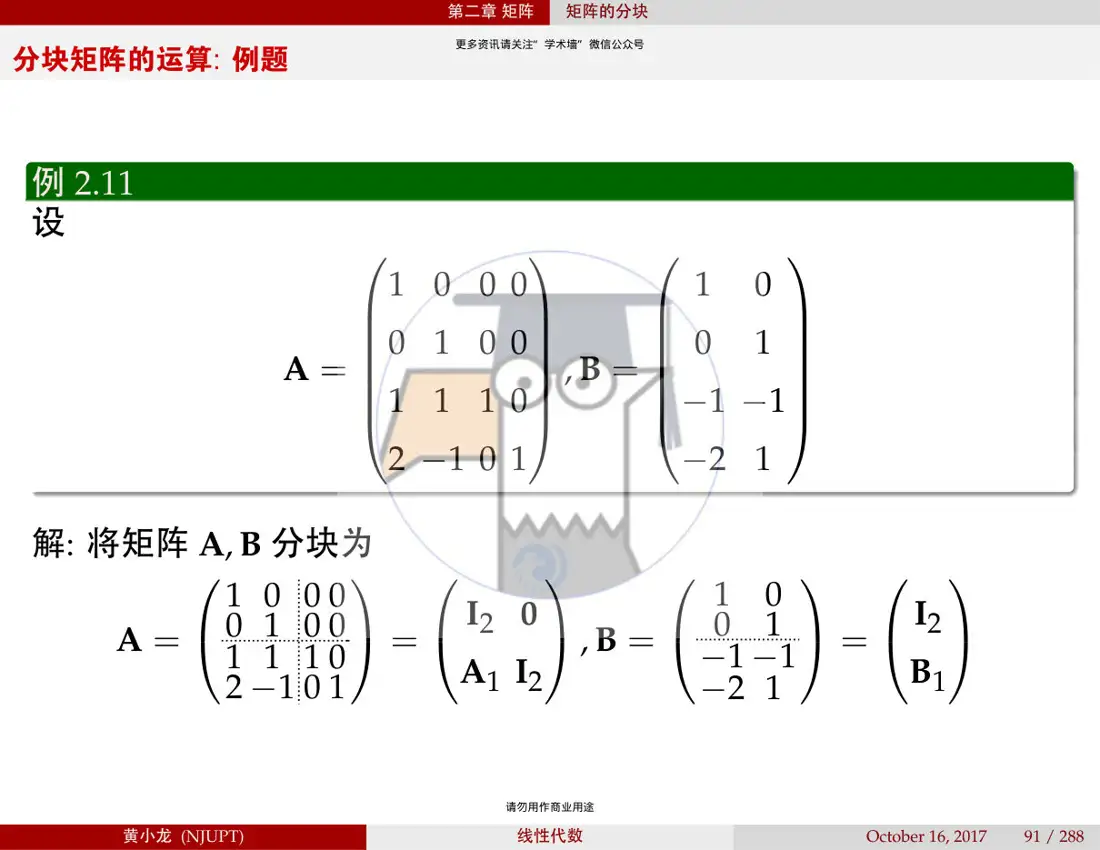 第二章 矩阵 矩阵的分块
更多资讯请关注“学术墙”微信公众号
分块矩阵的运算: 例题
例 2.11
设
A = ( 1 0 0 0
0 1 0 0
1 1 1 0
2 −1 0 1 ) , B = ( 1 0
0 1
−1 −1
−2 1 )
解: 将矩阵 A, B 分块为
A = ( 1 0 0 0
0 1 0 0
1 1 1 0
2 −1 0 1 ) = ( I₂ 0
A₁ I₂ ) , B = ( 1 0
0 1
−1 −1
−2 1 ) = ( I₂
B₁ )
请勿用作商业用途
黄小龙 (NJUPT) 线性代数 October 16, 2017 91 / 288